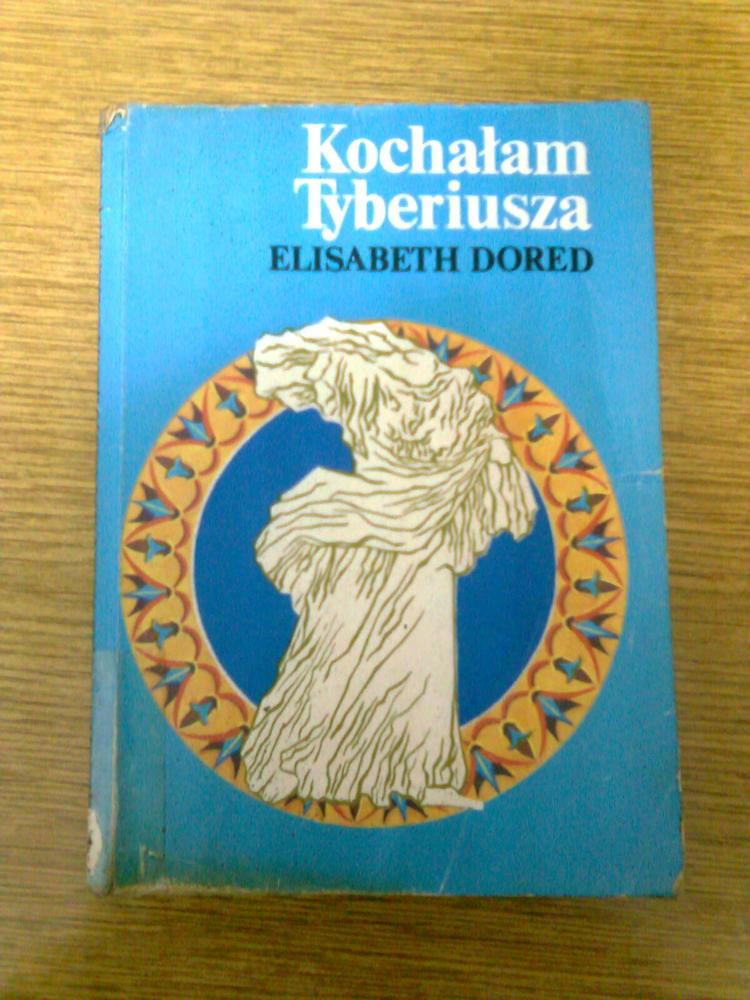 Kochałam
Tyberiusza
ELISABETH DORED